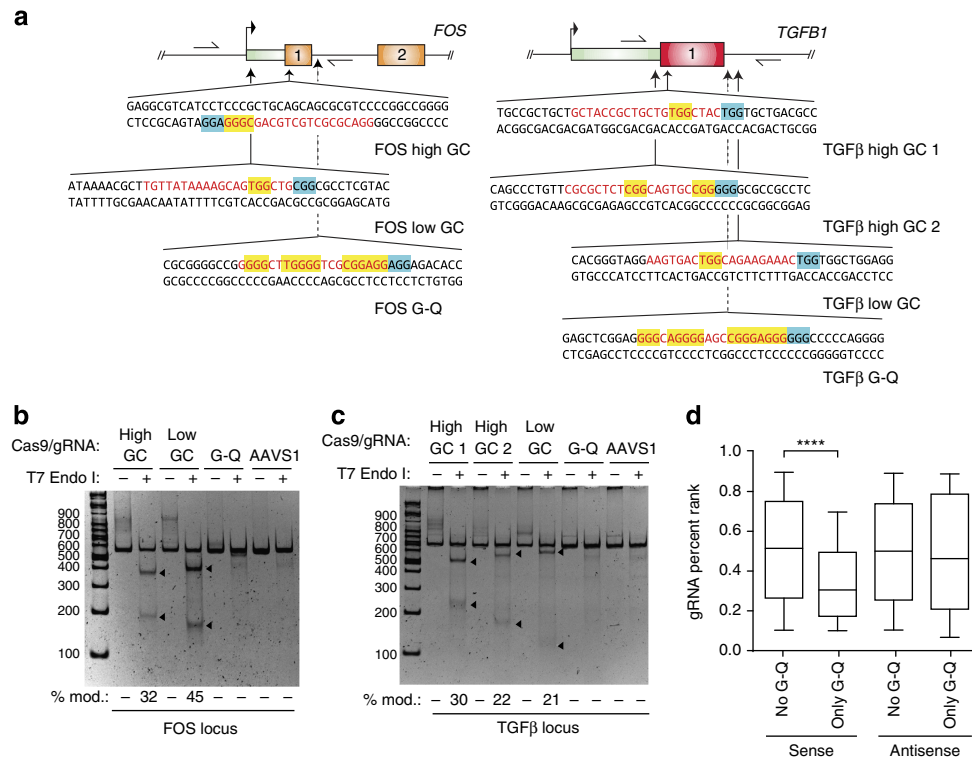 a
FOS
TGFB1
1
2
1
GAGGCGTCATCCTCCCGCTGCAGCAGCGCGTCCCCGGCCGGGG
CTCCGCAGTAGGAGGGCGACGTCGTCGCGCAGGGGCCGGCCCC
FOS high GC
ATAAAACGCTTGTTATAAAAGCAGTGGCTGCGGCGCCTCGTAC
TATTTTGCGAACAATATTTTCGTCACCGACGCCGCGGAGCATG
FOS low GC
CGCGGGGCCGGGGGCTTGGGGTCGCGGAGGAGGAGACACC
GCGCCCCGGCCCCCGAACCCCAGCGCCTCCTCCTCTGTGG
FOS G-Q
TGCCGCTGCTGCTACCGCTGCTGTGGCTACTGGTGCTGACGCC
ACGGCGACGACGATGGCGACGACACCGATGACCACGACTGCGG
TGFβ high GC 1
CAGCCCTGTTCGCGCTCTCGGCAGTGCCGGGGGGCGCCGCCTC
GTCGGGACAAGCGCGAGAGCCGTCACGGCCCCCCGCGGCGGAG
TGFβ high GC 2
CACGGGTAGGAAGTGACTGGCAGAAGAAACTGGTGGCTGGAGG
GTGCCCATCCTTCACTGACCGTCTTCTTTGACCACCGACCTCC
TGFβ low GC
GAGCTCGGAGGGGCAGGGGAGCCGGGAGGGGGGCCCCCAGGGG
CTCGAGCCTCCCCGTCCCCTCGGCCCTCCCCCCGGGGGTCCCC
TGFβ G-Q
b
Cas9/gRNA:
High GC
Low GC
G-Q
AAVS1
T7 Endo I:
– + – + – + – +
900
800
700
600
500
400
300
200
100
% mod.: – 32 – 45 – – – –
FOS locus
c
Cas9/gRNA:
High GC 1
High GC 2
Low GC
G-Q
AAVS1
T7 Endo I:
– + – + – + – + – +
900
800
700
600
500
400
300
200
100
% mod.: – 30 – 22 – 21 – – – –
TGFβ locus
d
****
gRNA percent rank
1.0
0.8
0.6
0.4
0.2
0.0
No G-Q
Only G-Q
No G-Q
Only G-Q
Sense
Antisense